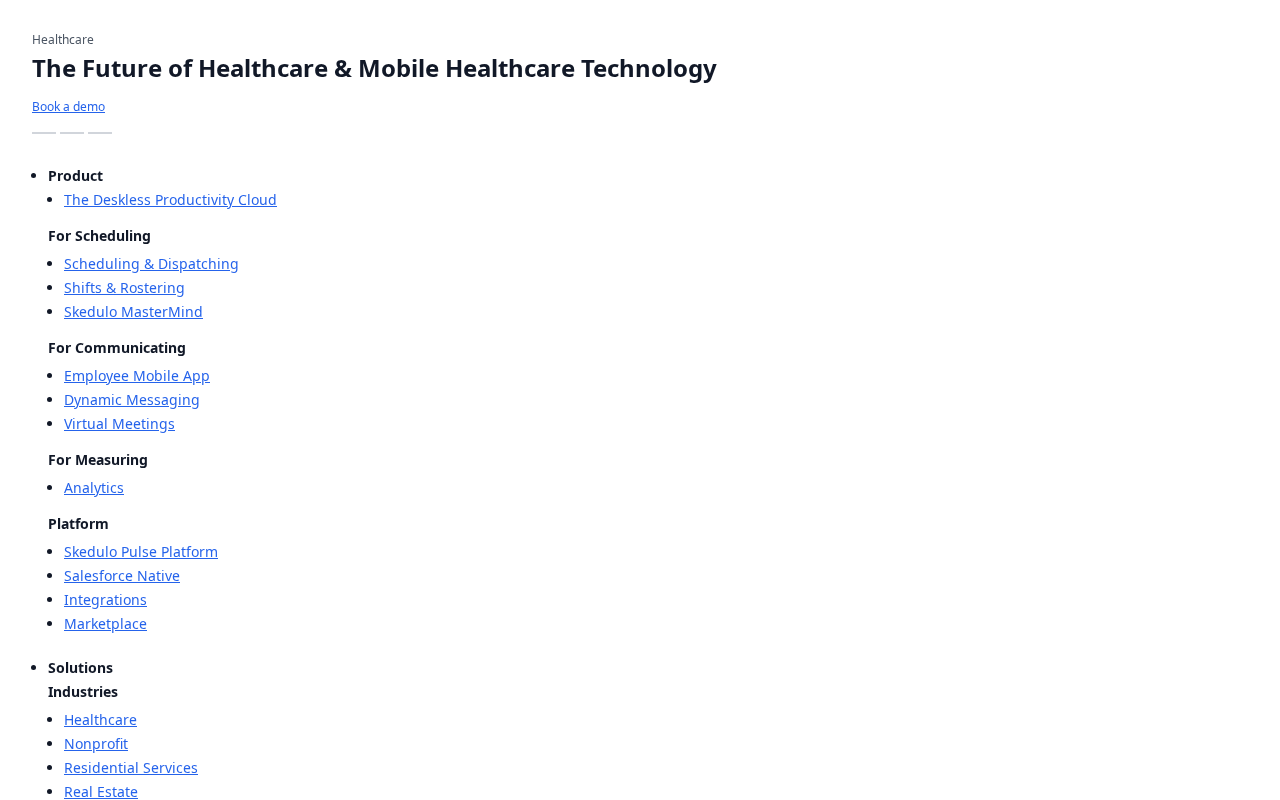 Healthcare
The Future of Healthcare & Mobile Healthcare Technology
Book a demo
Product
The Deskless Productivity Cloud
For Scheduling
Scheduling & Dispatching
Shifts & Rostering
Skedulo MasterMind
For Communicating
Employee Mobile App
Dynamic Messaging
Virtual Meetings
For Measuring
Analytics
Platform
Skedulo Pulse Platform
Salesforce Native
Integrations
Marketplace
Solutions
Industries
Healthcare
Nonprofit
Residential Services
Real Estate